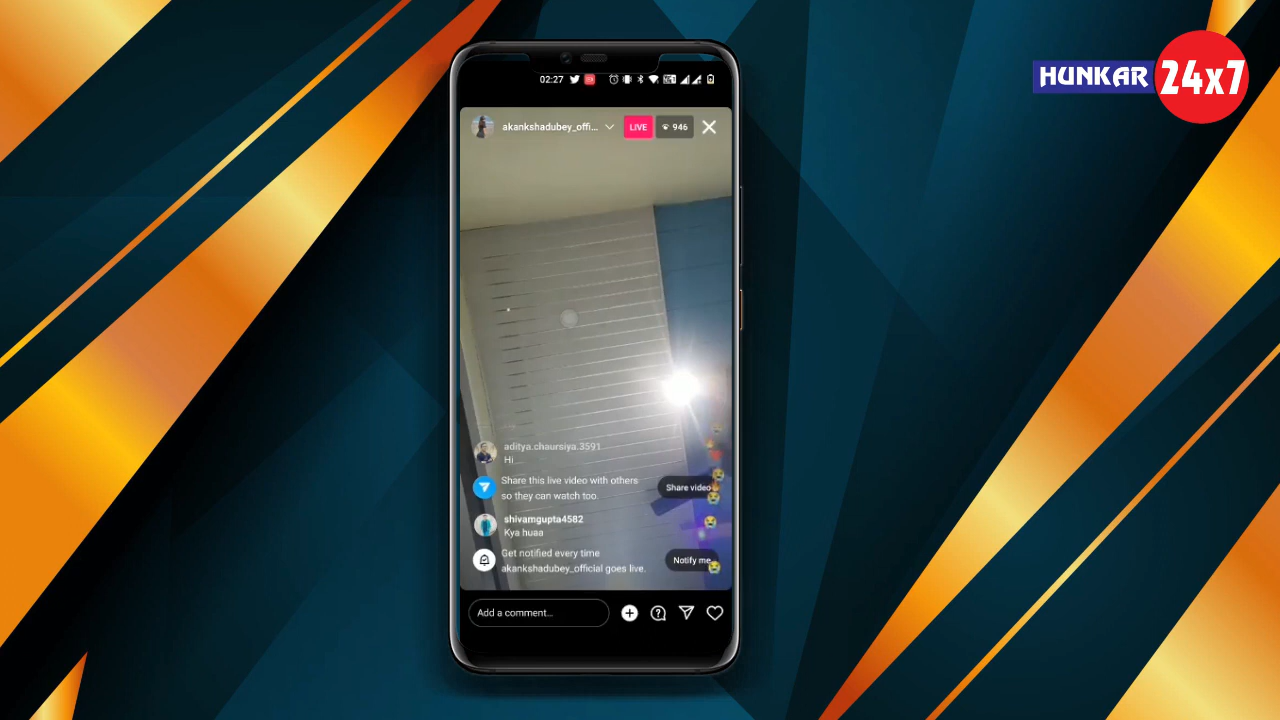 HUNKAR 24x7
02:27
akankshadubey_offi...
LIVE
946
aditya.chaursiya.3591
Hi
Share this live video with others
so they can watch too.
Share video
shivamgupta4582
Kya huaa
Get notified every time
akankshadubey_official goes live.
Notify me
Add a comment...